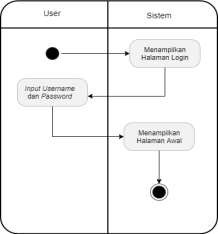 User
Sistem
Menampilkan
Halaman Login
Input Username
dan Password
Menampilkan
Halaman Awal